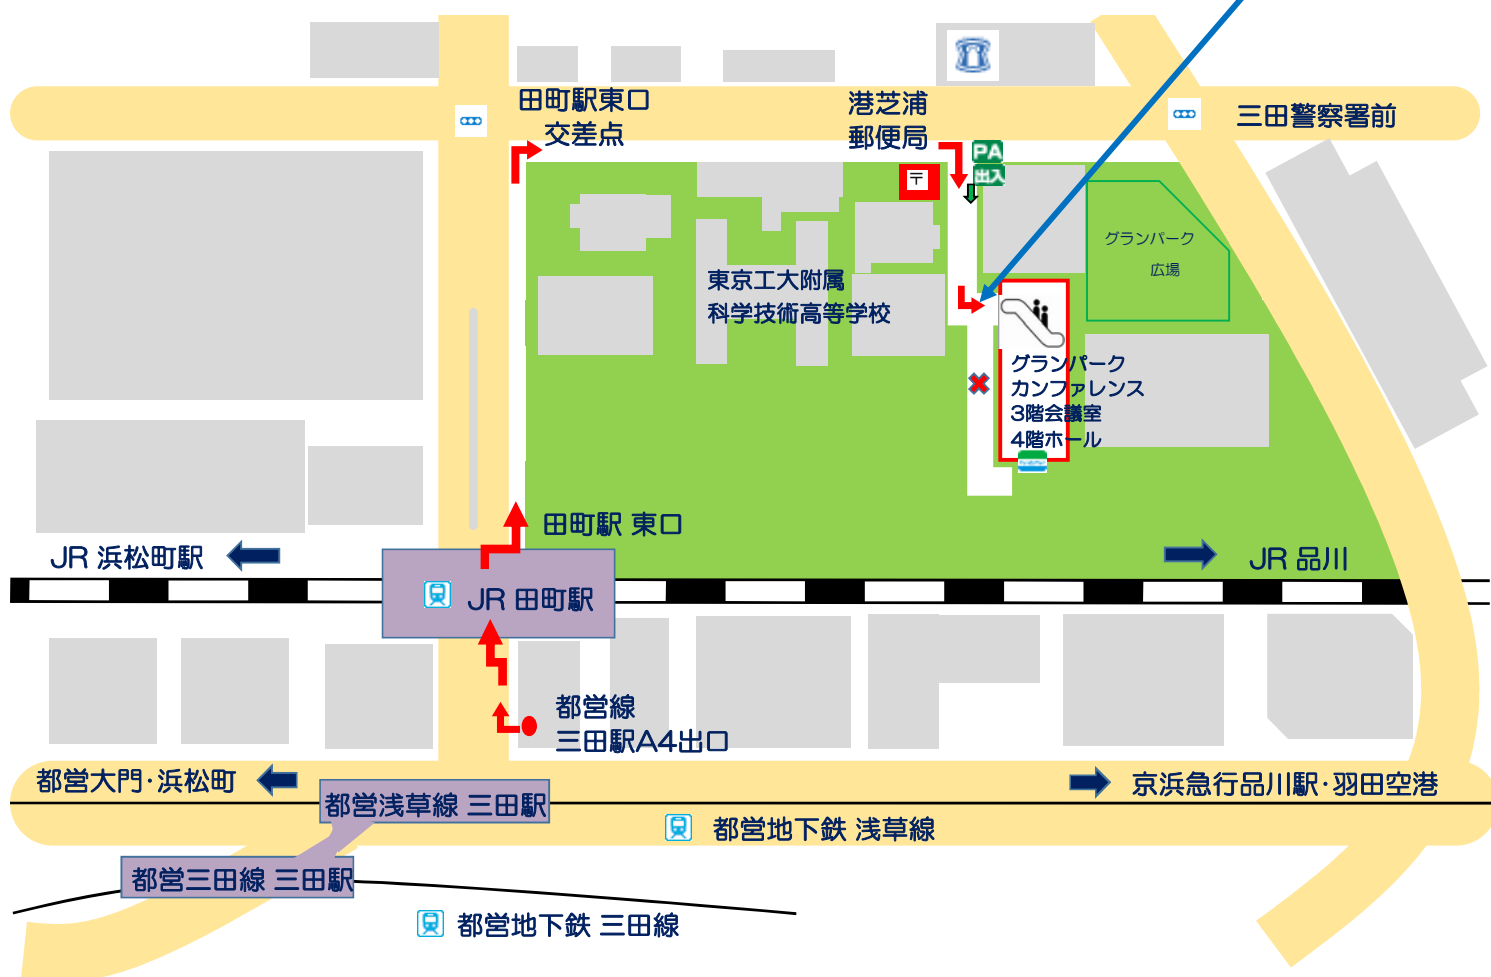 田町駅東口
交差点
港芝浦
郵便局
三田警察署前
PA
出入
〒
グランパーク
広場
東京工大附属
科学技術高等学校
グランパーク
カンファレンス
3階会議室
4階ホール
田町駅 東口
JR 浜松町駅
JR 品川
JR 田町駅
都営線
三田駅A4出口
都営大門・浜松町
都営浅草線 三田駅
京浜急行品川駅・羽田空港
都営地下鉄 浅草線
都営三田線 三田駅
都営地下鉄 三田線